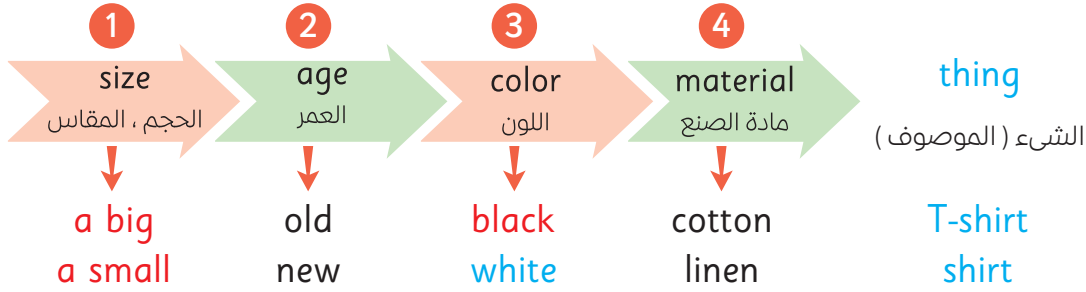 1 2 3 4
size age color material thing
الحجم ، المقاس العمر اللون مادة الصنع الشىء ( الموصوف )
a big old black cotton T-shirt
a small new white linen shirt